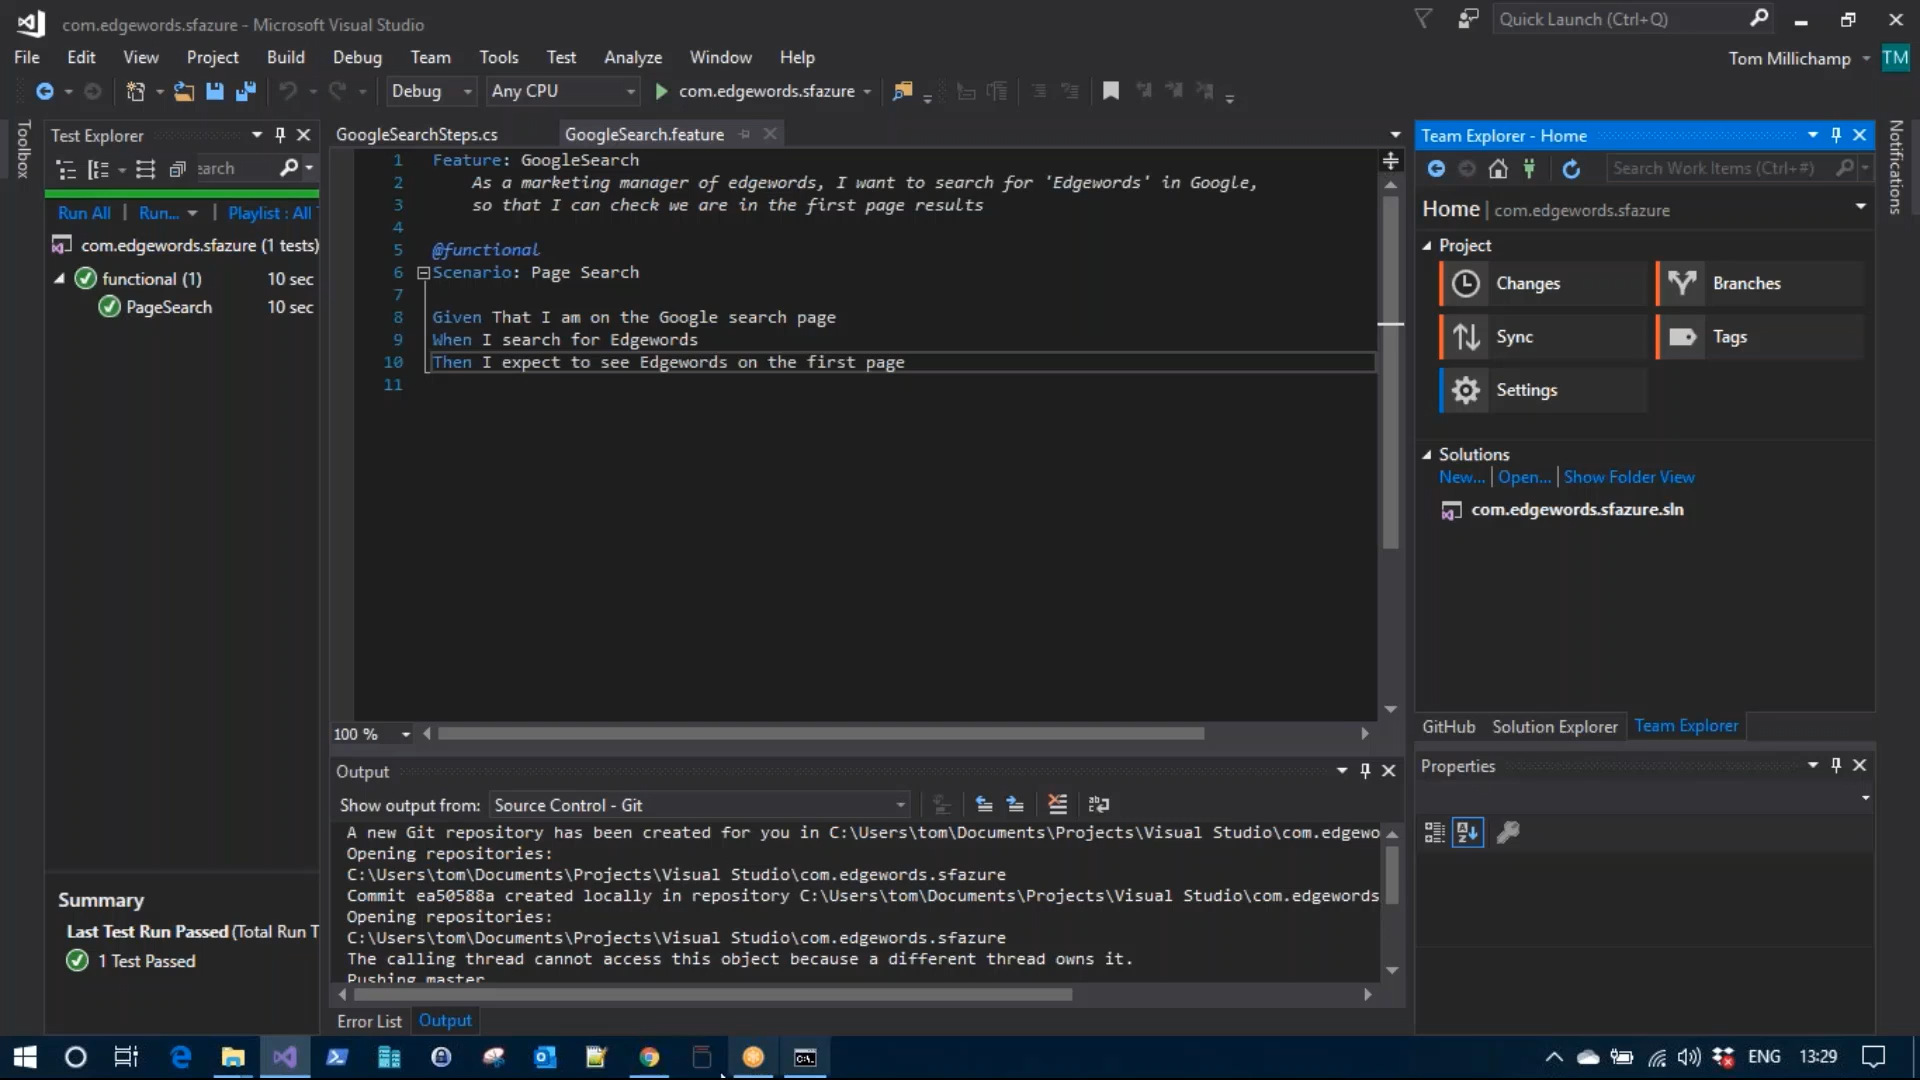 com.edgewords.sfazure - Microsoft Visual Studio
Quick Launch (Ctrl+Q)
File Edit View Project Build Debug Team Tools Test Analyze Window Help
Tom Millichamp TM
Debug Any CPU com.edgewords.sfazure
Toolbox
Test Explorer
Run All | Run... | Playlist : All
com.edgewords.sfazure (1 tests)
functional (1) 10 sec
PageSearch 10 sec
Summary
Last Test Run Passed (Total Run T
1 Test Passed
GoogleSearchSteps.cs GoogleSearch.feature
1 Feature: GoogleSearch
2 As a marketing manager of edgewords, I want to search for 'Edgewords' in Google,
3 so that I can check we are in the first page results
4
5 @functional
6 Scenario: Page Search
7
8 Given That I am on the Google search page
9 When I search for Edgewords
10 Then I expect to see Edgewords on the first page
11
100 %
Output
Show output from: Source Control - Git
A new Git repository has been created for you in C:\Users\tom\Documents\Projects\Visual Studio\com.edgewo
Opening repositories:
C:\Users\tom\Documents\Projects\Visual Studio\com.edgewords.sfazure
Commit ea50588a created locally in repository C:\Users\tom\Documents\Projects\Visual Studio\com.edgewords
Opening repositories:
C:\Users\tom\Documents\Projects\Visual Studio\com.edgewords.sfazure
The calling thread cannot access this object because a different thread owns it.
Pushing master
Error List Output
Team Explorer - Home
Search Work Items (Ctrl+#)
Home | com.edgewords.sfazure
Project
Changes Branches
Sync Tags
Settings
Solutions
New... | Open... | Show Folder View
com.edgewords.sfazure.sln
GitHub Solution Explorer Team Explorer
Properties
Notifications
ENG 13:29